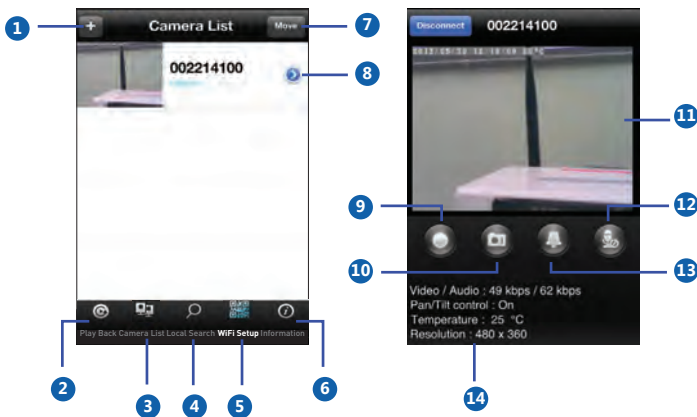 + Camera List Move
002214100
Play Back Camera List Local Search WiFi Setup Information
1
2
3
4
5
6
7
8
Disconnect 002214100
Video / Audio : 49 kbps / 62 kbps
Pan/Tilt control : On
Temperature : 25 °C
Resolution : 480 x 360
9
10
11
12
13
14